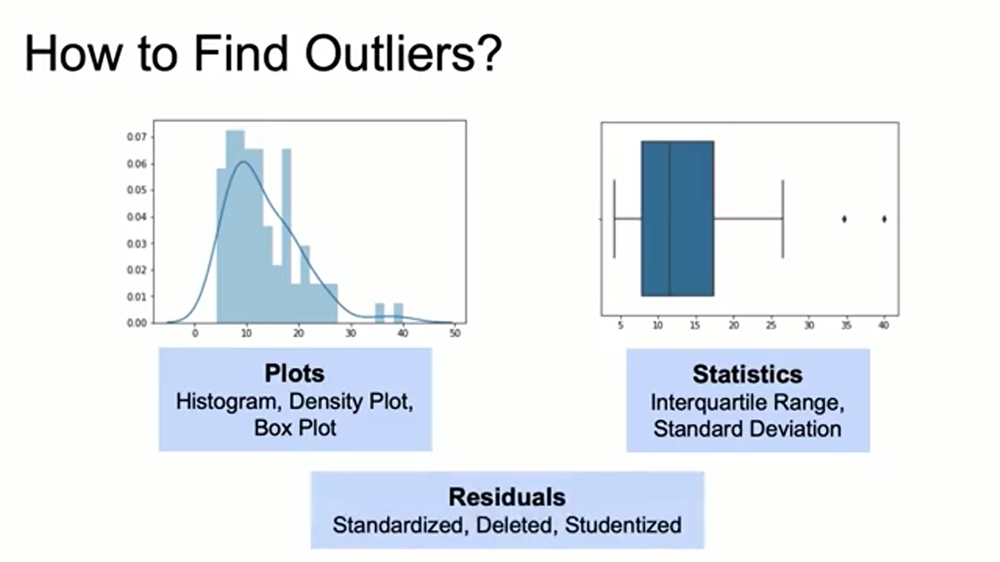 How to Find Outliers?
0.07
0.06
0.05
0.04
0.03
0.02
0.01
0.00
0 10 20 30 40 50
5 10 15 20 25 30 35 40
Plots
Histogram, Density Plot,
Box Plot
Statistics
Interquartile Range,
Standard Deviation
Residuals
Standardized, Deleted, Studentized